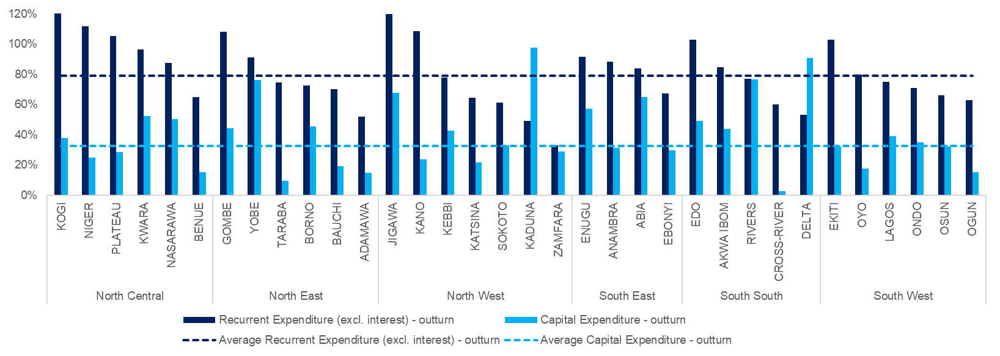 120%
100%
80%
60%
40%
20%
0%
KOGI
NIGER
PLATEAU
KWARA
NASARAWA
BENUE
GOMBE
YOBE
TARABA
BORNO
BAUCHI
ADAMAWA
JIGAWA
KANO
KEBBI
KATSINA
SOKOTO
KADUNA
ZAMFARA
ENUGU
ANAMBRA
ABIA
EBONYI
EDO
AKWA IBOM
RIVERS
CROSS-RIVER
DELTA
EKITI
OYO
LAGOS
ONDO
OSUN
OGUN
North Central
North East
North West
South East
South South
South West
Recurrent Expenditure (excl. interest) - outturn
Capital Expenditure - outturn
Average Recurrent Expenditure (excl. interest) - outturn
Average Capital Expenditure - outturn